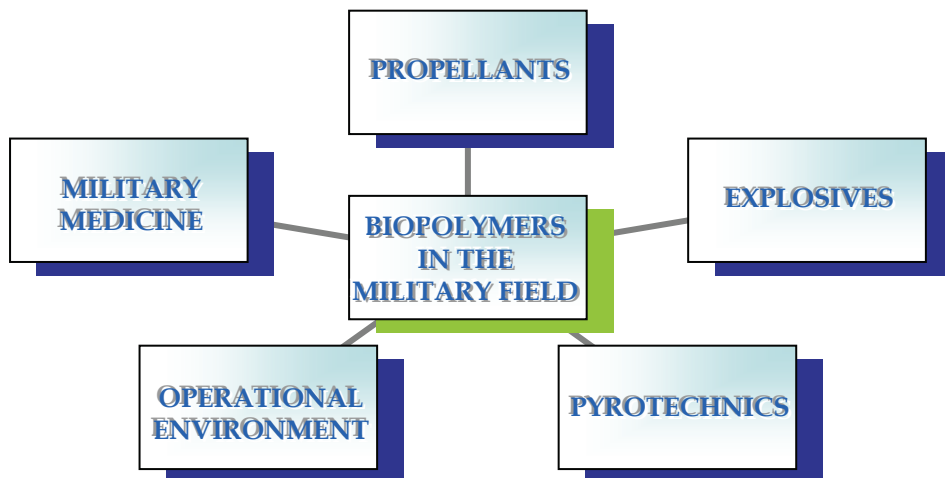 PROPELLANTS
MILITARY
MEDICINE
EXPLOSIVES
BIOPOLYMERS
IN THE
MILITARY FIELD
OPERATIONAL
ENVIRONMENT
PYROTECHNICS